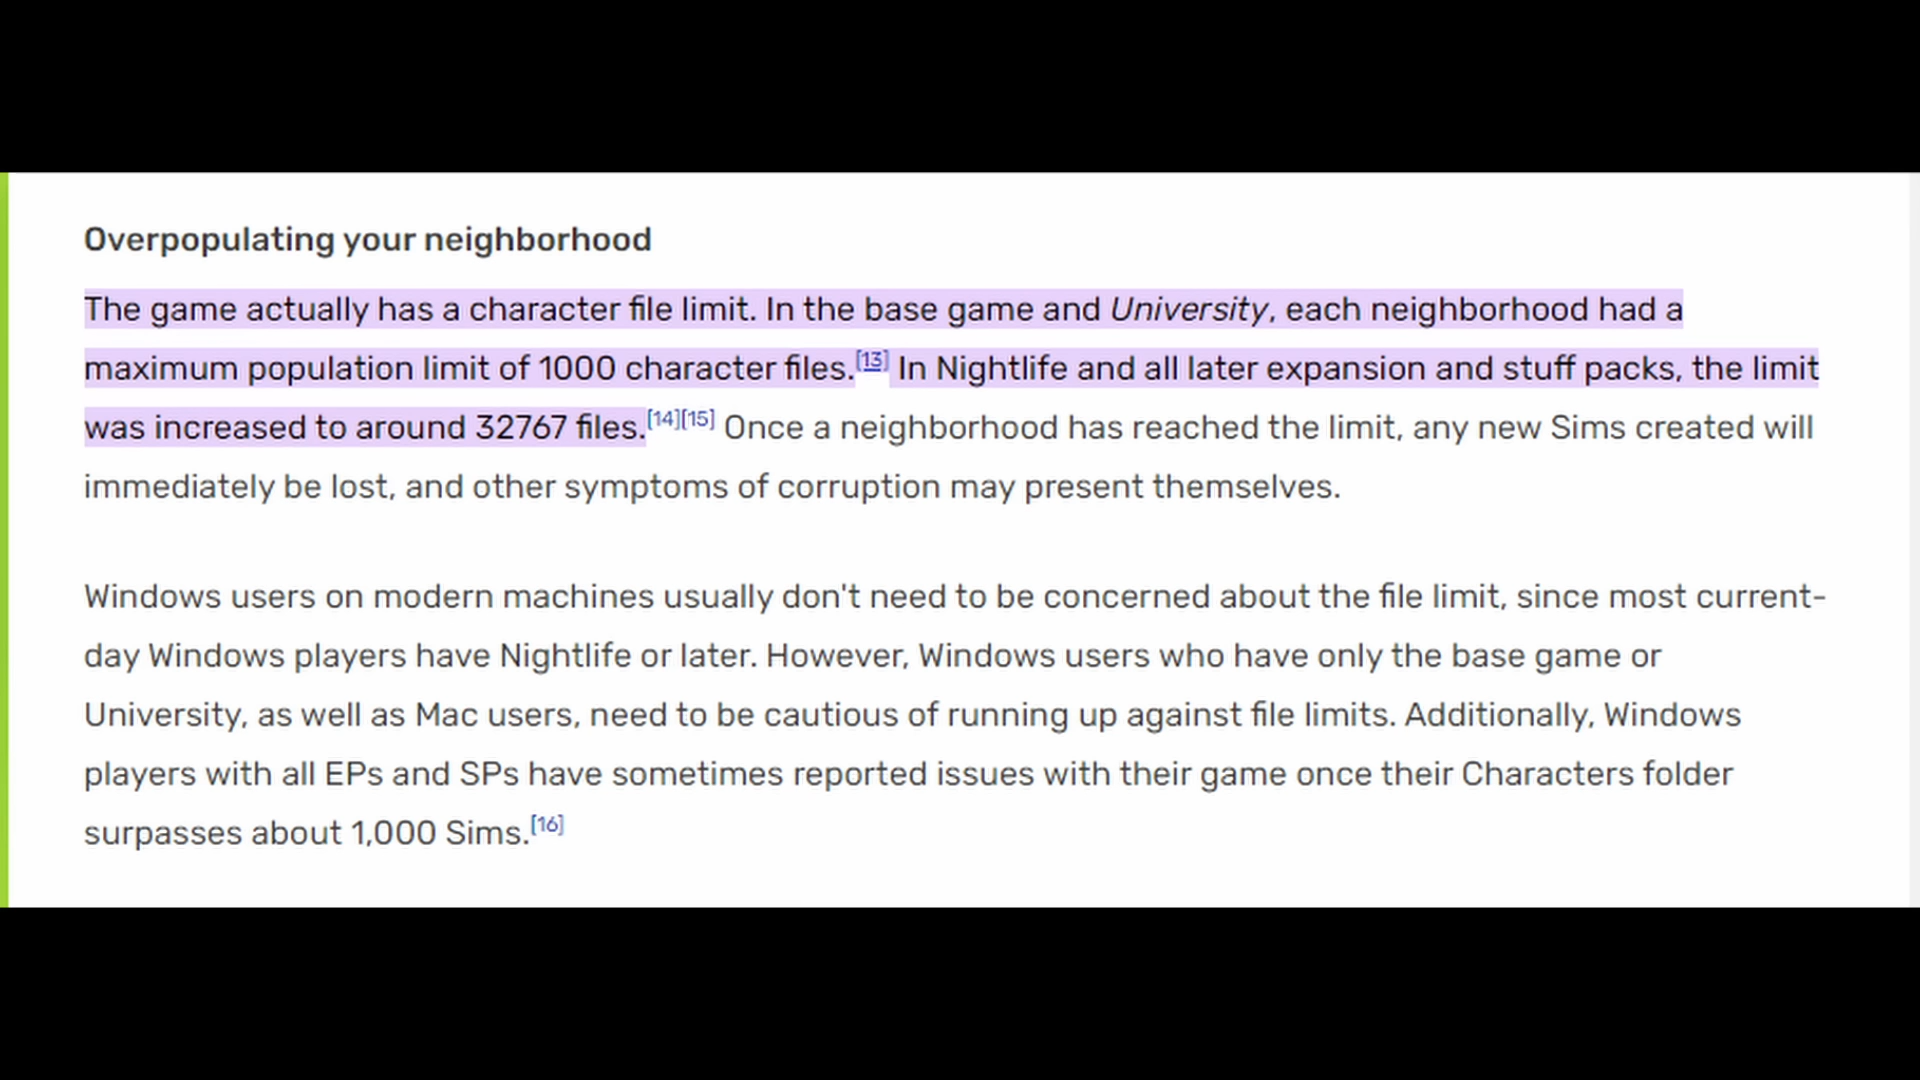 Overpopulating your neighborhood
The game actually has a character file limit. In the base game and University, each neighborhood had a
maximum population limit of 1000 character files.[13] In Nightlife and all later expansion and stuff packs, the limit
was increased to around 32767 files.[14][15] Once a neighborhood has reached the limit, any new Sims created will
immediately be lost, and other symptoms of corruption may present themselves.
Windows users on modern machines usually don't need to be concerned about the file limit, since most current-
day Windows players have Nightlife or later. However, Windows users who have only the base game or
University, as well as Mac users, need to be cautious of running up against file limits. Additionally, Windows
players with all EPs and SPs have sometimes reported issues with their game once their Characters folder
surpasses about 1,000 Sims.[16]